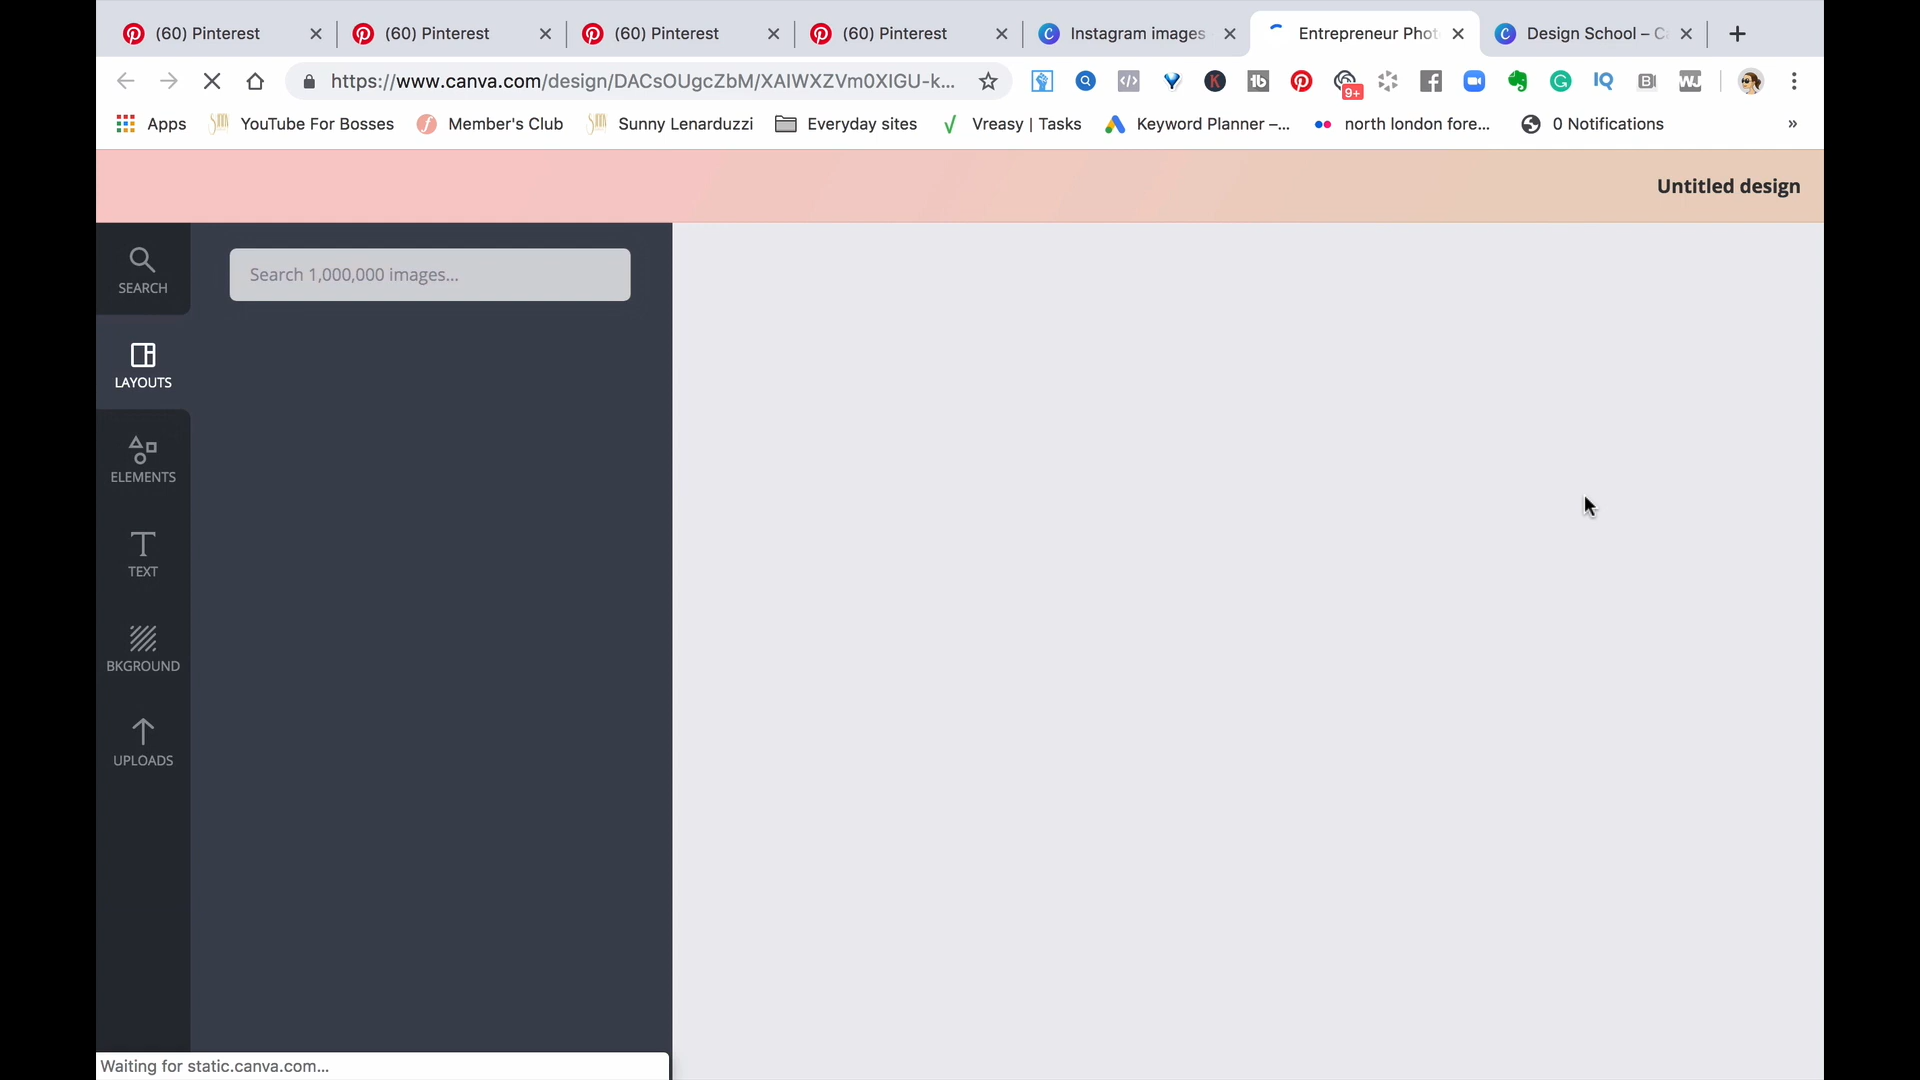 (60) Pinterest
(60) Pinterest
(60) Pinterest
(60) Pinterest
Instagram images
Entrepreneur Phot
Design School – Ca
https://www.canva.com/design/DACsOUgcZbM/XAIWXZVm0XIGU-k...
9+
IQ
Apps
YouTube For Bosses
Member's Club
Sunny Lenarduzzi
Everyday sites
Vreasy | Tasks
Keyword Planner –...
north london fore...
0 Notifications
»
Untitled design
SEARCH
Search 1,000,000 images...
LAYOUTS
ELEMENTS
TEXT
BKGROUND
UPLOADS
Waiting for static.canva.com...